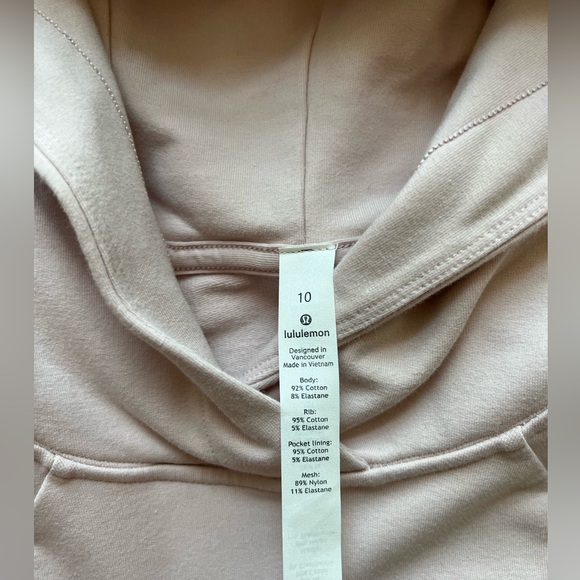 10
lululemon
Designed in
Vancouver
Made in Vietnam
Body:
92% Cotton
8% Elastane
Rib:
95% Cotton
5% Elastane
Pocket lining:
95% Cotton
5% Elastane
Mesh:
89% Nylon
11% Elastane